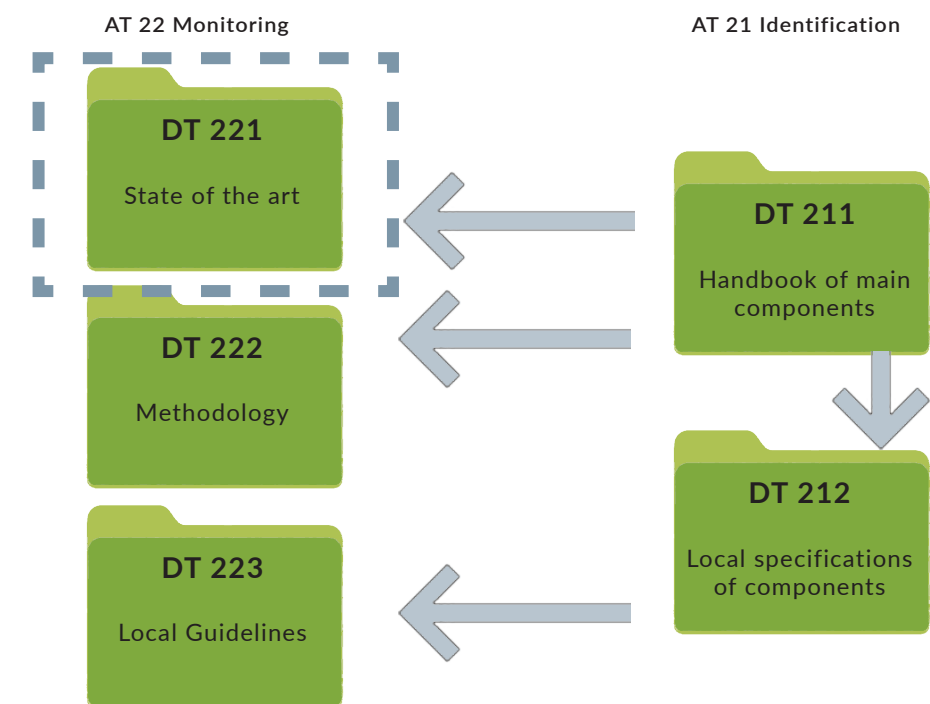 AT 22 Monitoring
DT 221
State of the art
DT 222
Methodology
DT 223
Local Guidelines
AT 21 Identification
DT 211
Handbook of main
components
DT 212
Local specifications
of components